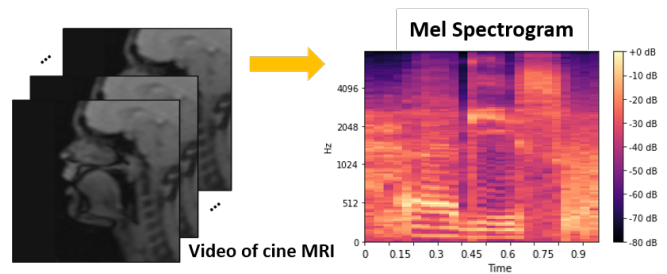 ...
Mel Spectrogram
+0 dB
-10 dB
-20 dB
-30 dB
-40 dB
-50 dB
-60 dB
-70 dB
-80 dB
4096
2048
1024
512
0
Hz
0
0.15
0.3
0.45
0.6
0.75
0.9
Time
...
Video of cine MRI